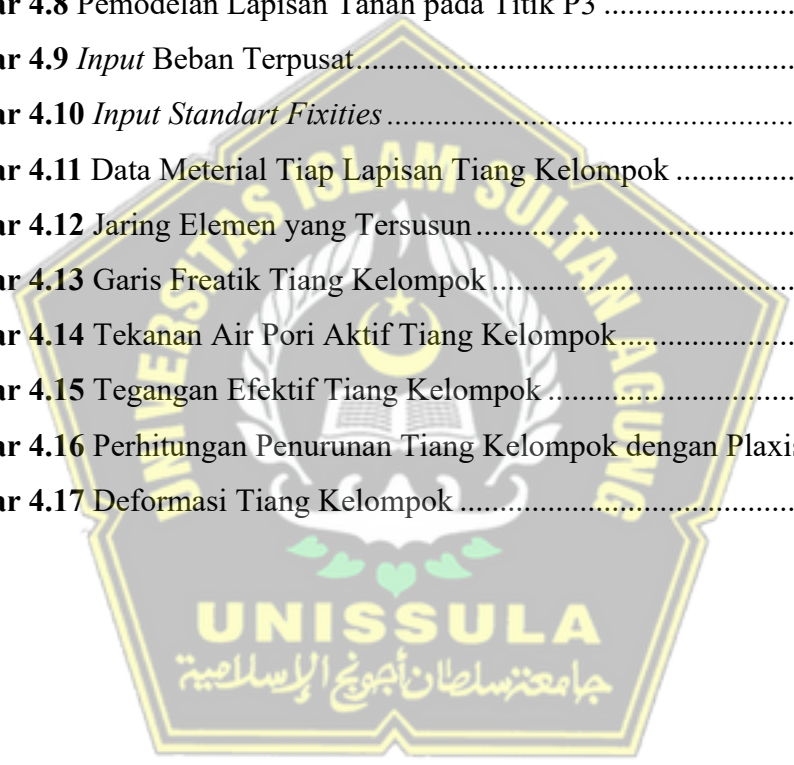 ar 4.8 Pemodelan Lapisan Tanah pada Titik P3 ........................
ar 4.9 Input Beban Terpusat........................................................
ar 4.10 Input Standart Fixities....................................................
ar 4.11 Data Meterial Tiap Lapisan Tiang Kelompok ...............
ar 4.12 Jaring Elemen yang Tersusun.........................................
ar 4.13 Garis Freatik Tiang Kelompok.......................................
ar 4.14 Tekanan Air Pori Aktif Tiang Kelompok......................
ar 4.15 Tegangan Efektif Tiang Kelompok ...............................
ar 4.16 Perhitungan Penurunan Tiang Kelompok dengan Plaxis
ar 4.17 Deformasi Tiang Kelompok ..........................................
UNIVERSITAS ISLAM SULTAN AGUNG
UNISSULA
جامعة سلطان أجونج الإسلامية